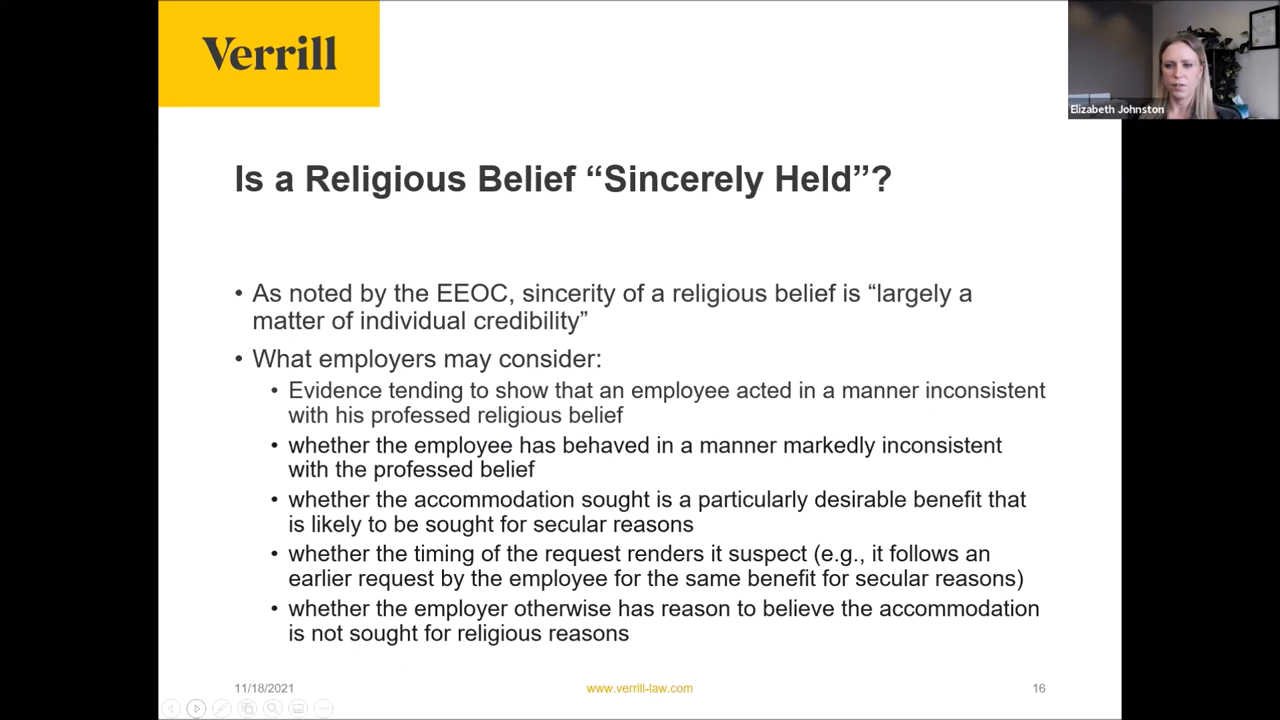 Verrill
Elizabeth Johnston
Is a Religious Belief “Sincerely Held”?
• As noted by the EEOC, sincerity of a religious belief is “largely a
matter of individual credibility”
• What employers may consider:
• Evidence tending to show that an employee acted in a manner inconsistent
with his professed religious belief
• whether the employee has behaved in a manner markedly inconsistent
with the professed belief
• whether the accommodation sought is a particularly desirable benefit that
is likely to be sought for secular reasons
• whether the timing of the request renders it suspect (e.g., it follows an
earlier request by the employee for the same benefit for secular reasons)
• whether the employer otherwise has reason to believe the accommodation
is not sought for religious reasons
11/18/2021
www.verrill-law.com
16